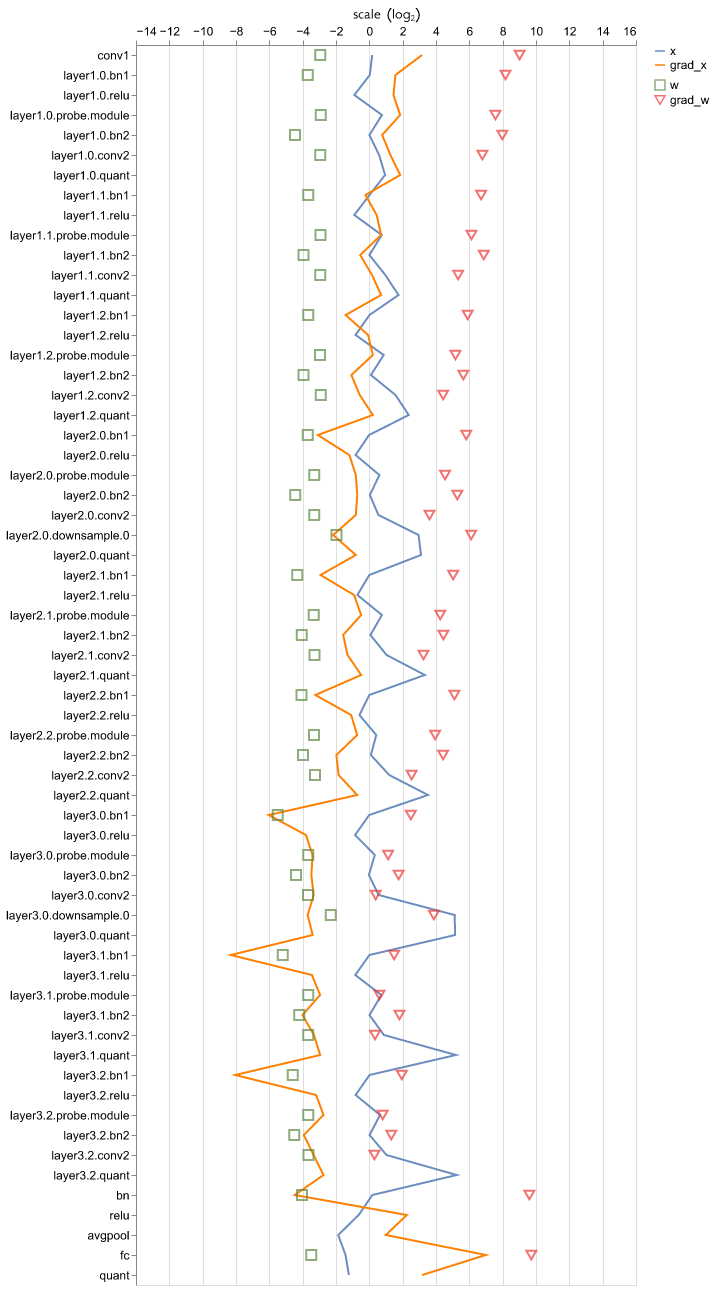 scale (log₂)
−14 −12 −10 −8 −6 −4 −2 0 2 4 6 8 10 12 14 16
x
grad_x
w
grad_w
conv1
layer1.0.bn1
layer1.0.relu
layer1.0.probe.module
layer1.0.bn2
layer1.0.conv2
layer1.0.quant
layer1.1.bn1
layer1.1.relu
layer1.1.probe.module
layer1.1.bn2
layer1.1.conv2
layer1.1.quant
layer1.2.bn1
layer1.2.relu
layer1.2.probe.module
layer1.2.bn2
layer1.2.conv2
layer1.2.quant
layer2.0.bn1
layer2.0.relu
layer2.0.probe.module
layer2.0.bn2
layer2.0.conv2
layer2.0.downsample.0
layer2.0.quant
layer2.1.bn1
layer2.1.relu
layer2.1.probe.module
layer2.1.bn2
layer2.1.conv2
layer2.1.quant
layer2.2.bn1
layer2.2.relu
layer2.2.probe.module
layer2.2.bn2
layer2.2.conv2
layer2.2.quant
layer3.0.bn1
layer3.0.relu
layer3.0.probe.module
layer3.0.bn2
layer3.0.conv2
layer3.0.downsample.0
layer3.0.quant
layer3.1.bn1
layer3.1.relu
layer3.1.probe.module
layer3.1.bn2
layer3.1.conv2
layer3.1.quant
layer3.2.bn1
layer3.2.relu
layer3.2.probe.module
layer3.2.bn2
layer3.2.conv2
layer3.2.quant
bn
relu
avgpool
fc
quant